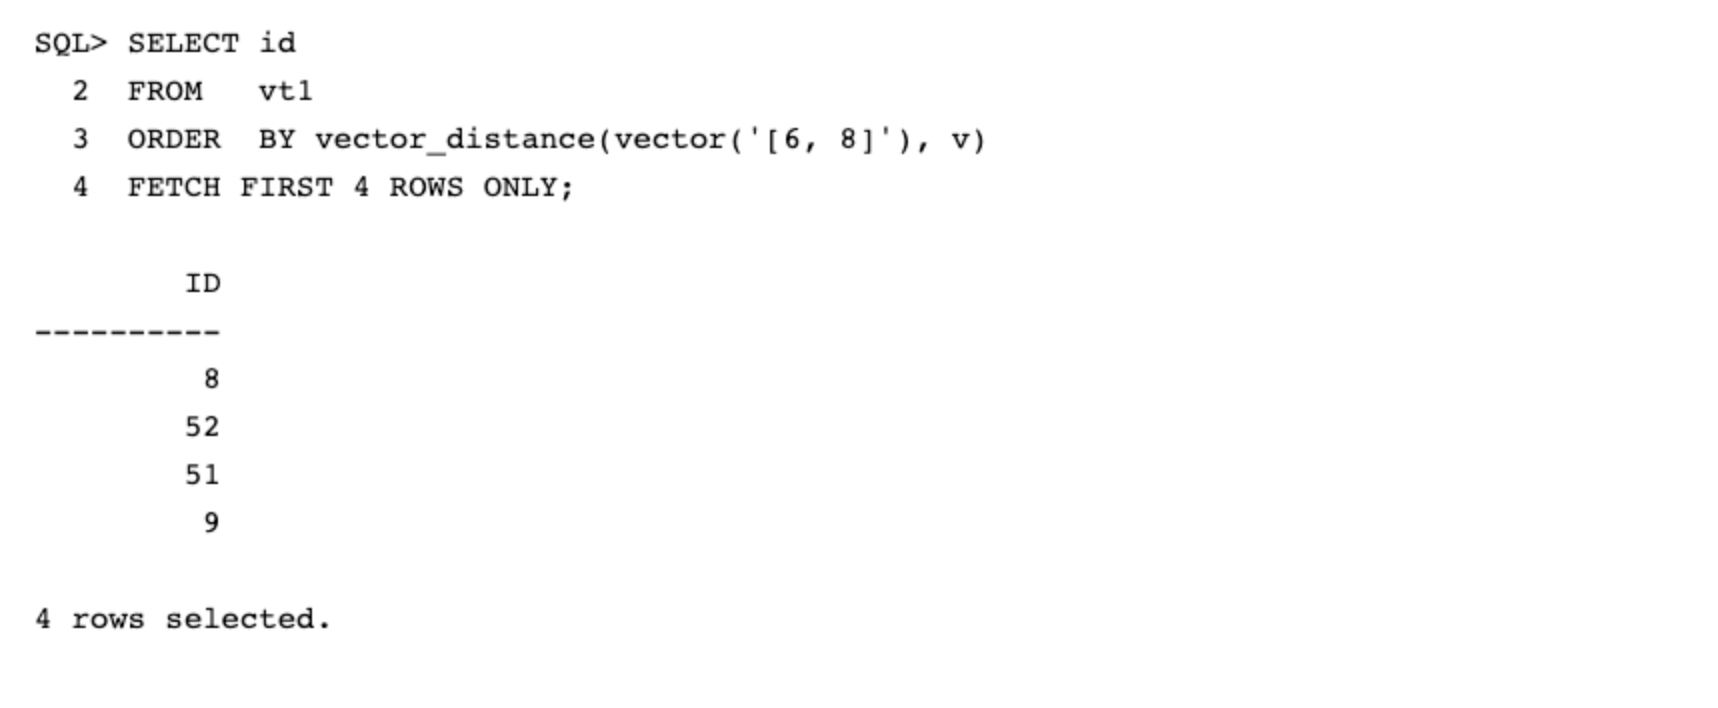 SQL> SELECT id
  2  FROM   vt1
  3  ORDER  BY vector_distance(vector('[6, 8]'), v)
  4  FETCH FIRST 4 ROWS ONLY;
        ID
----------
         8
        52
        51
         9
4 rows selected.